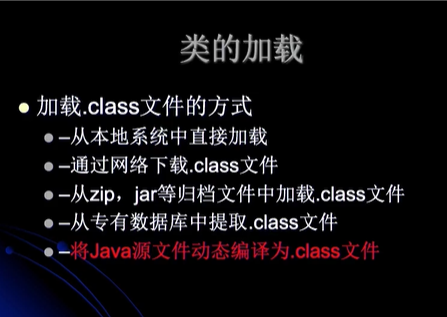 类的加载
加载.class文件的方式
–从本地系统中直接加载
–通过网络下载.class文件
–从zip，jar等归档文件中加载.class文件
–从专有数据库中提取.class文件
–将Java源文件动态编译为.class文件